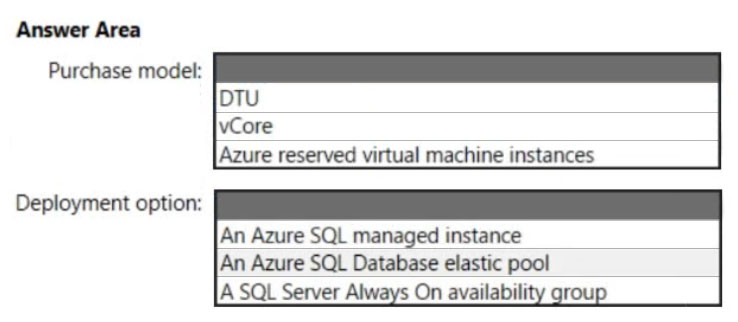 Answer Area
Purchase model:
DTU
vCore
Azure reserved virtual machine instances
Deployment option:
An Azure SQL managed instance
An Azure SQL Database elastic pool
A SQL Server Always On availability group